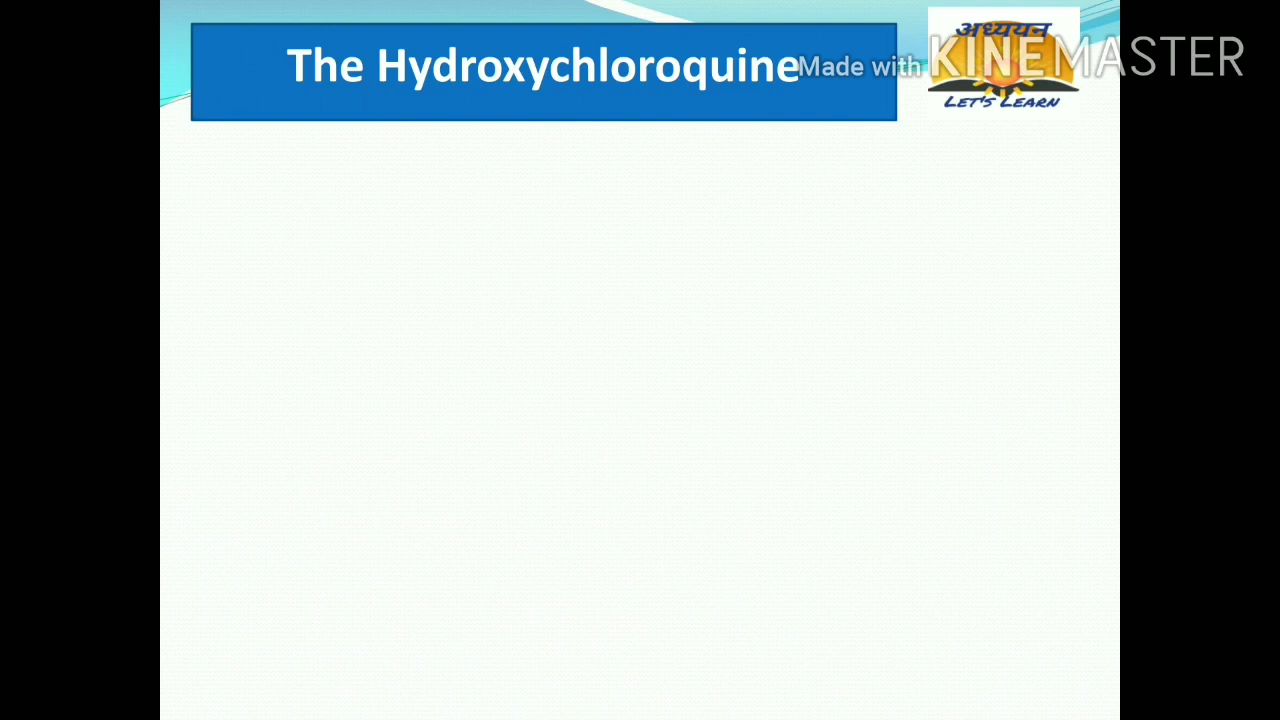 The Hydroxychloroquine
Made with KINEMASTER
अध्ययन
LET'S LEARN